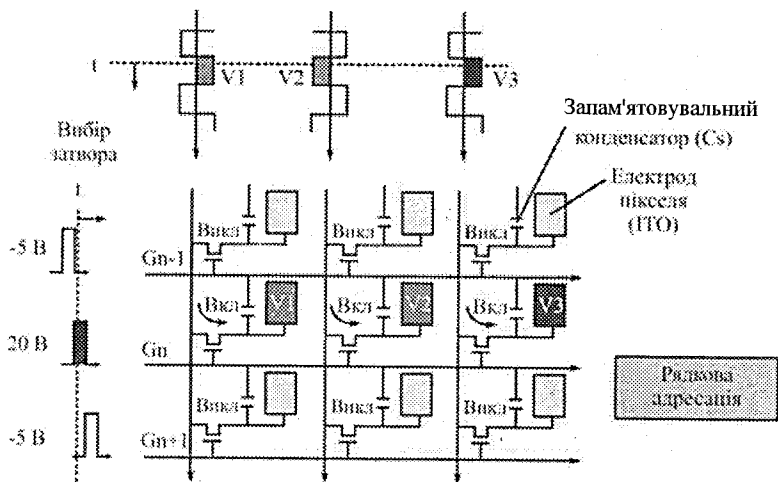 t
V1
V2
V3
Вибір
затвора
t
Запам'ятовувальний
конденсатор (Cs)
Електрод
пікселя
(ITO)
-5 В
Викл
Викл
Викл
Gn-1
Вкл
V1
Вкл
V2
Вкл
V3
20 В
Gn
Рядкова
адресація
-5 В
Викл
Викл
Викл
Gn+1